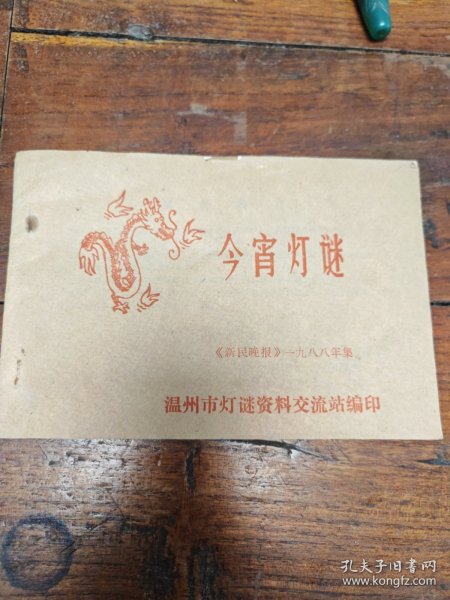 今宵灯谜
《新民晚报》一九八八年集
温州市灯谜资料交流站编印
孔夫子旧书网
www.kongfz.com